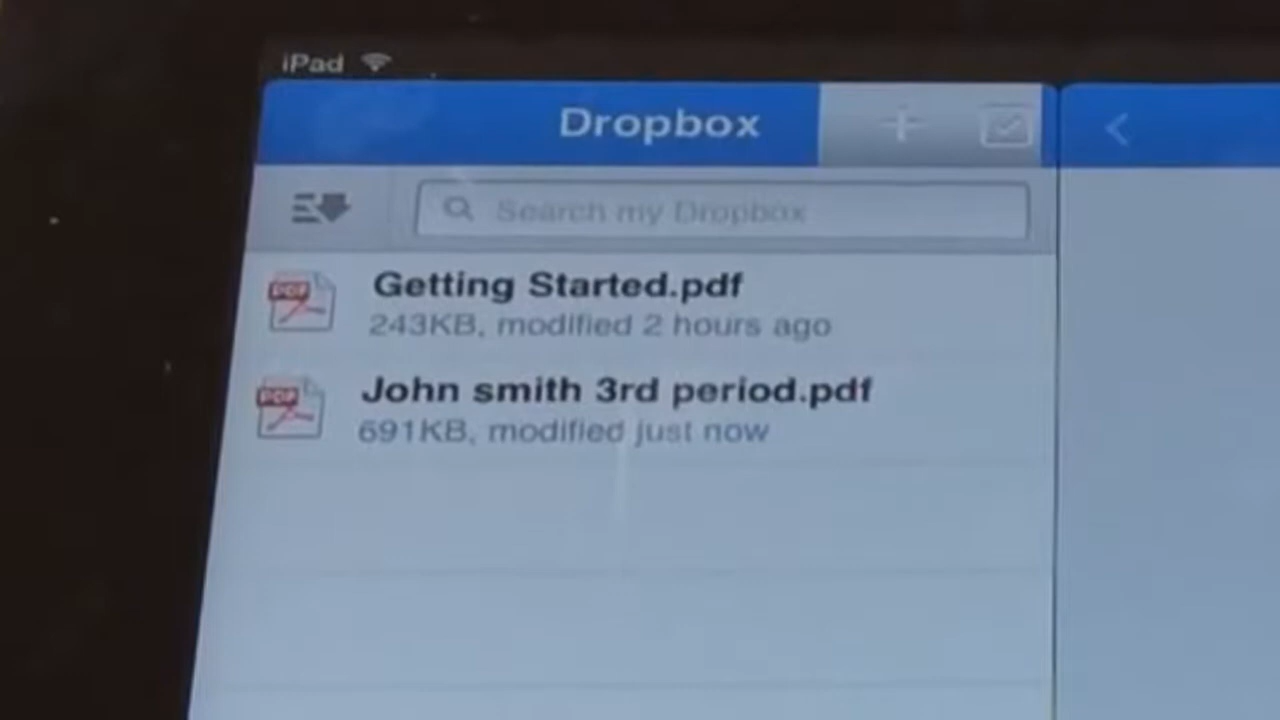 iPad
Dropbox
Search my Dropbox
PDF
Getting Started.pdf
243KB, modified 2 hours ago
PDF
John smith 3rd period.pdf
691KB, modified just now